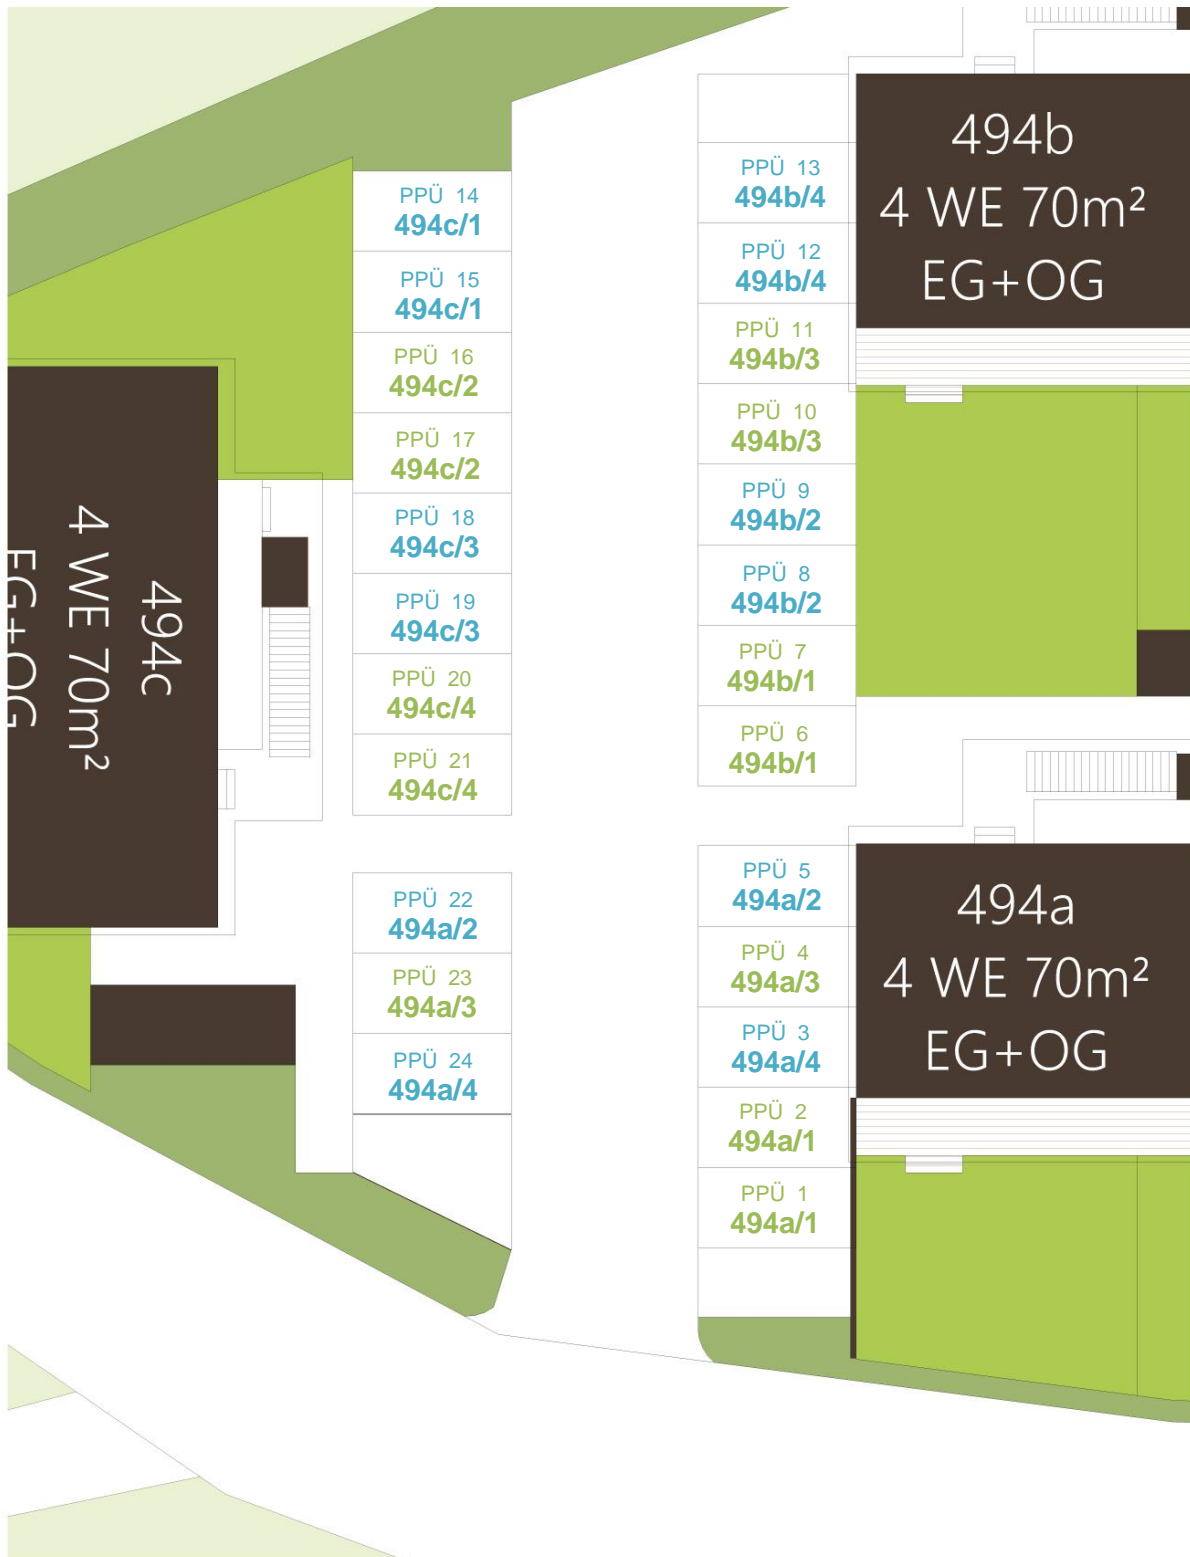 PPÜ 14
494c/1
PPÜ 15
494c/1
PPÜ 16
494c/2
PPÜ 17
494c/2
PPÜ 18
494c/3
PPÜ 19
494c/3
PPÜ 20
494c/4
PPÜ 21
494c/4
PPÜ 22
494a/2
PPÜ 23
494a/3
PPÜ 24
494a/4
494c
4 WE 70m²
EG+OG
PPÜ 13
494b/4
PPÜ 12
494b/4
PPÜ 11
494b/3
PPÜ 10
494b/3
PPÜ 9
494b/2
PPÜ 8
494b/2
PPÜ 7
494b/1
PPÜ 6
494b/1
PPÜ 5
494a/2
PPÜ 4
494a/3
PPÜ 3
494a/4
PPÜ 2
494a/1
PPÜ 1
494a/1
494b
4 WE 70m²
EG+OG
494a
4 WE 70m²
EG+OG